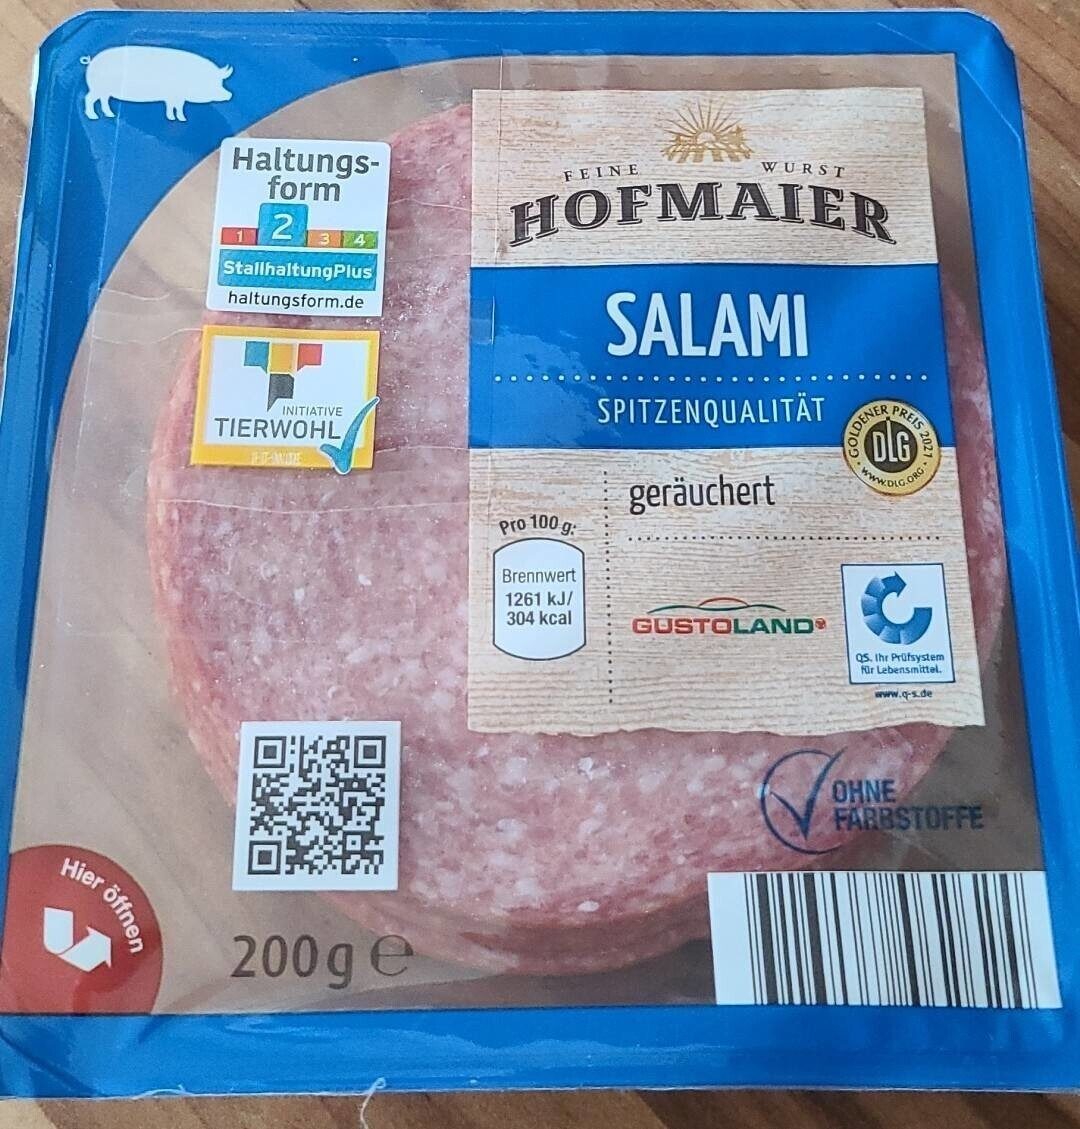 Haltungs-
form
1 2 3 4
StallhaltungPlus
haltungsform.de
INITIATIVE
TIERWOHL
FEINE WURST
HOFMAIER
SALAMI
SPITZENQUALITÄT
GOLDENER PREIS 2021
DLG
WWW.DLG.ORG
geräuchert
Pro 100 g:
Brennwert
1261 kJ/
304 kcal
GUSTOLAND
QS. Ihr Prüfsystem
für Lebensmittel.
www.q-s.de
OHNE
FARBSTOFFE
Hier öffnen
200g e